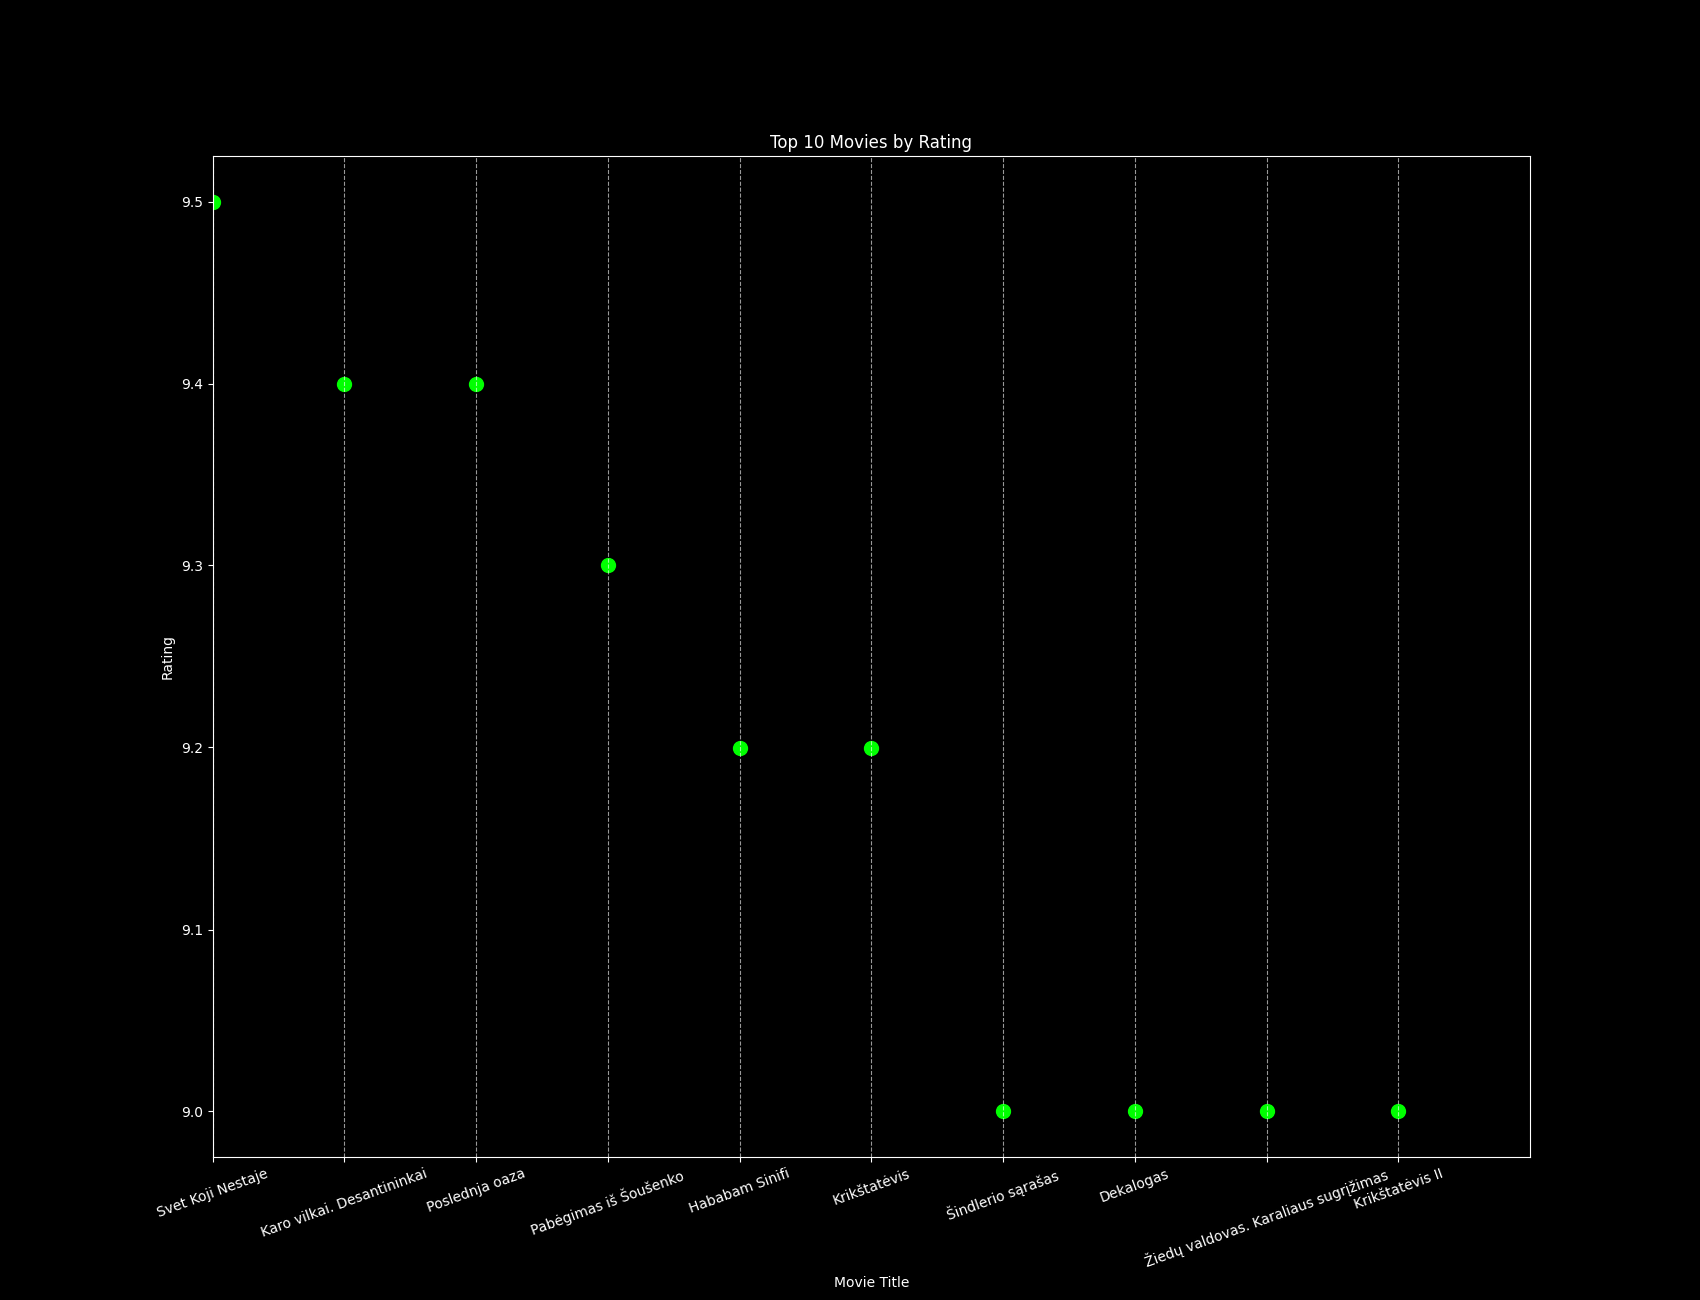 Top 10 Movies by Rating
9.5
9.4
9.3
9.2
9.1
9.0
Rating
Svet Koji Nestaje
Karo vilkai. Desantininkai
Poslednja oaza
Pabėgimas iš Šoušenko
Hababam Sinifi
Krikštatėvis
Šindlerio sąrašas
Dekalogas
Žiedų valdovas. Karaliaus sugrįžimas
Krikštatėvis II
Movie Title